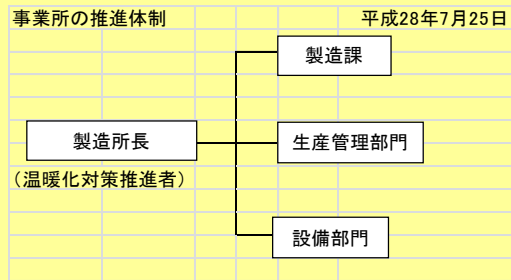 事業所の推進体制 平成28年7月25日
製造課
製造所長 生産管理部門
(温暖化対策推進者)
設備部門